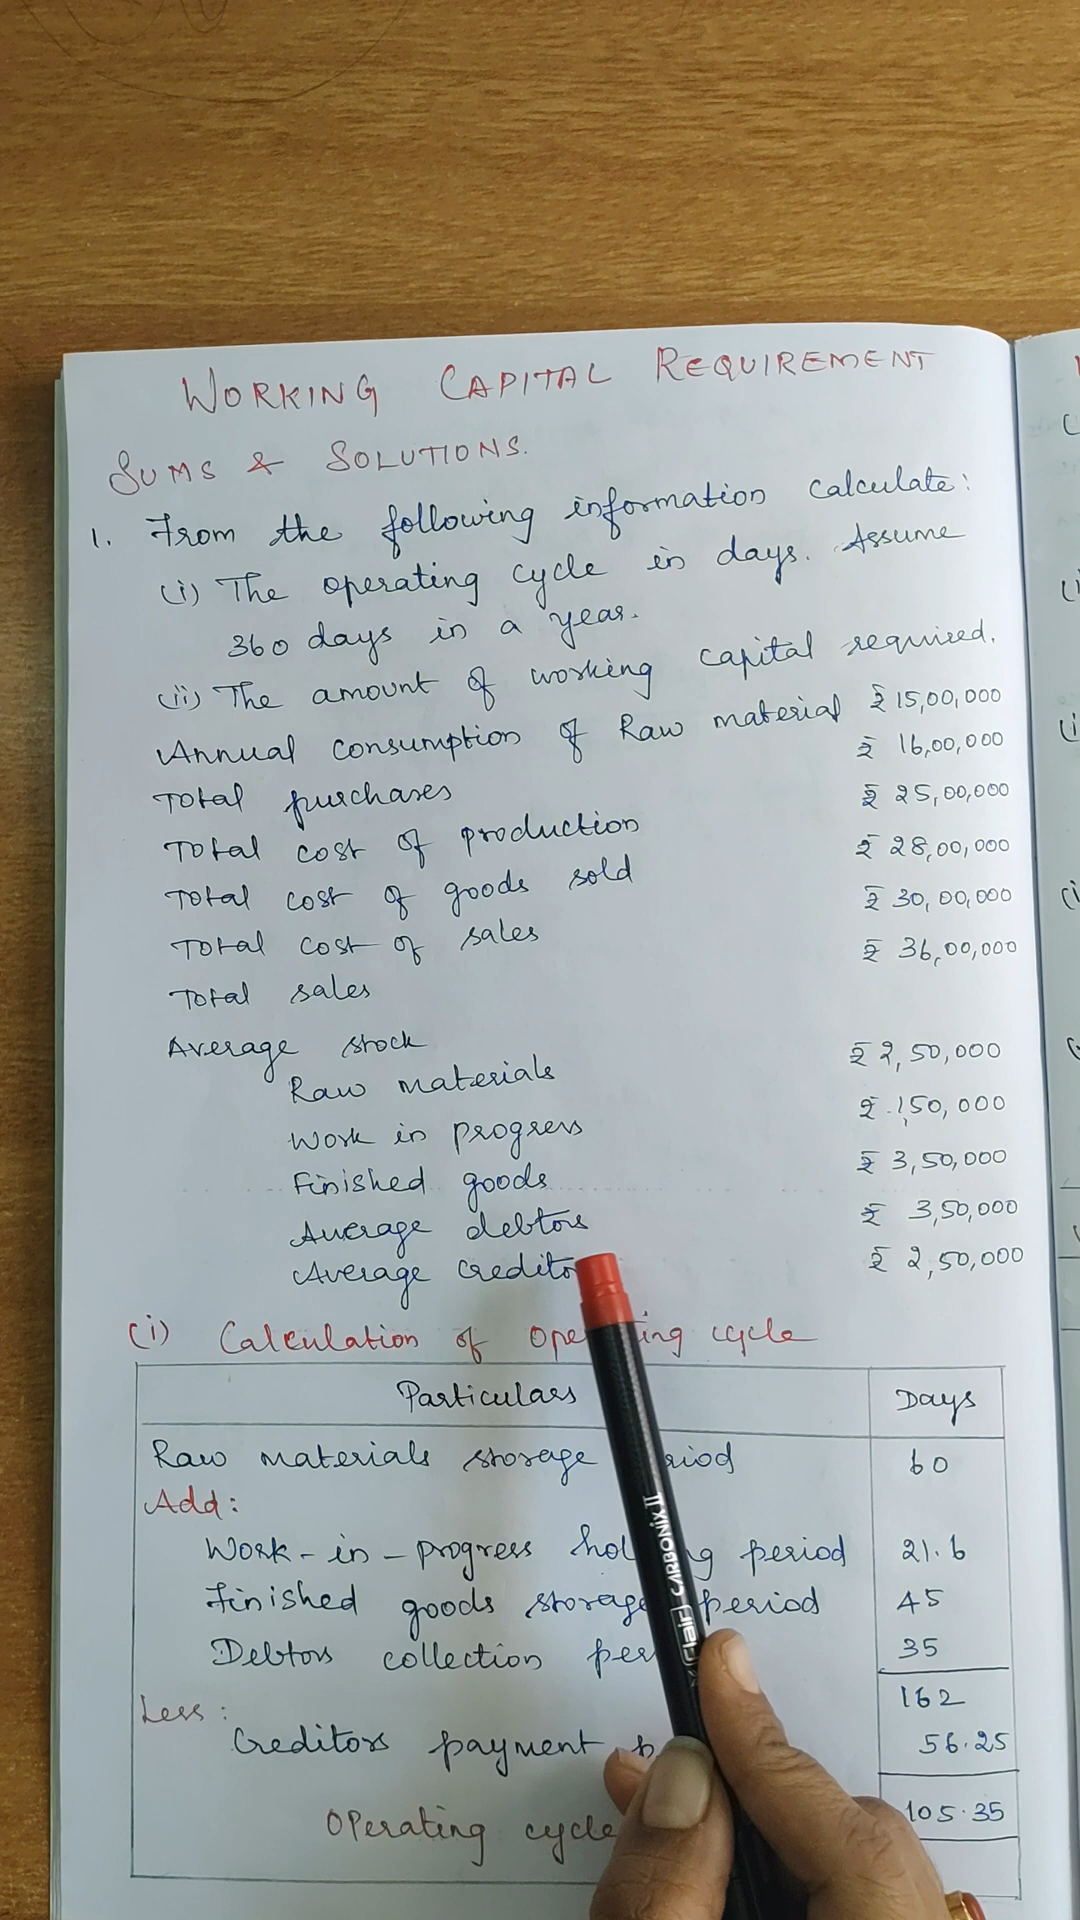 WORKING CAPITAL REQUIREMENT
SUMS & SOLUTIONS.
1. From the following information calculate:
(i) The operating cycle in days. Assume
360 days in a year.
(ii) The amount of working capital required.
Annual consumption of Raw material ₹ 15,00,000
Total purchases ₹ 16,00,000
Total cost of production ₹ 25,00,000
Total cost of goods sold ₹ 28,00,000
Total cost of sales ₹ 30,00,000
Total sales ₹ 36,00,000
Average stock
Raw materials ₹ 2,50,000
Work in progress ₹ 1,50,000
Finished goods ₹ 3,50,000
Average debtors ₹ 3,50,000
Average Credito ₹ 2,50,000
(i) Calculation of Ope ing cycle
Particulars Days
Raw materials storage riod 60
Add:
Work-in-progress hol g period 21.6
Finished goods storage period 45
Debtors collection per 35
162
Less:
Creditors payment p 56.25
Operating cycle 105.35
Flair CARBONIX II